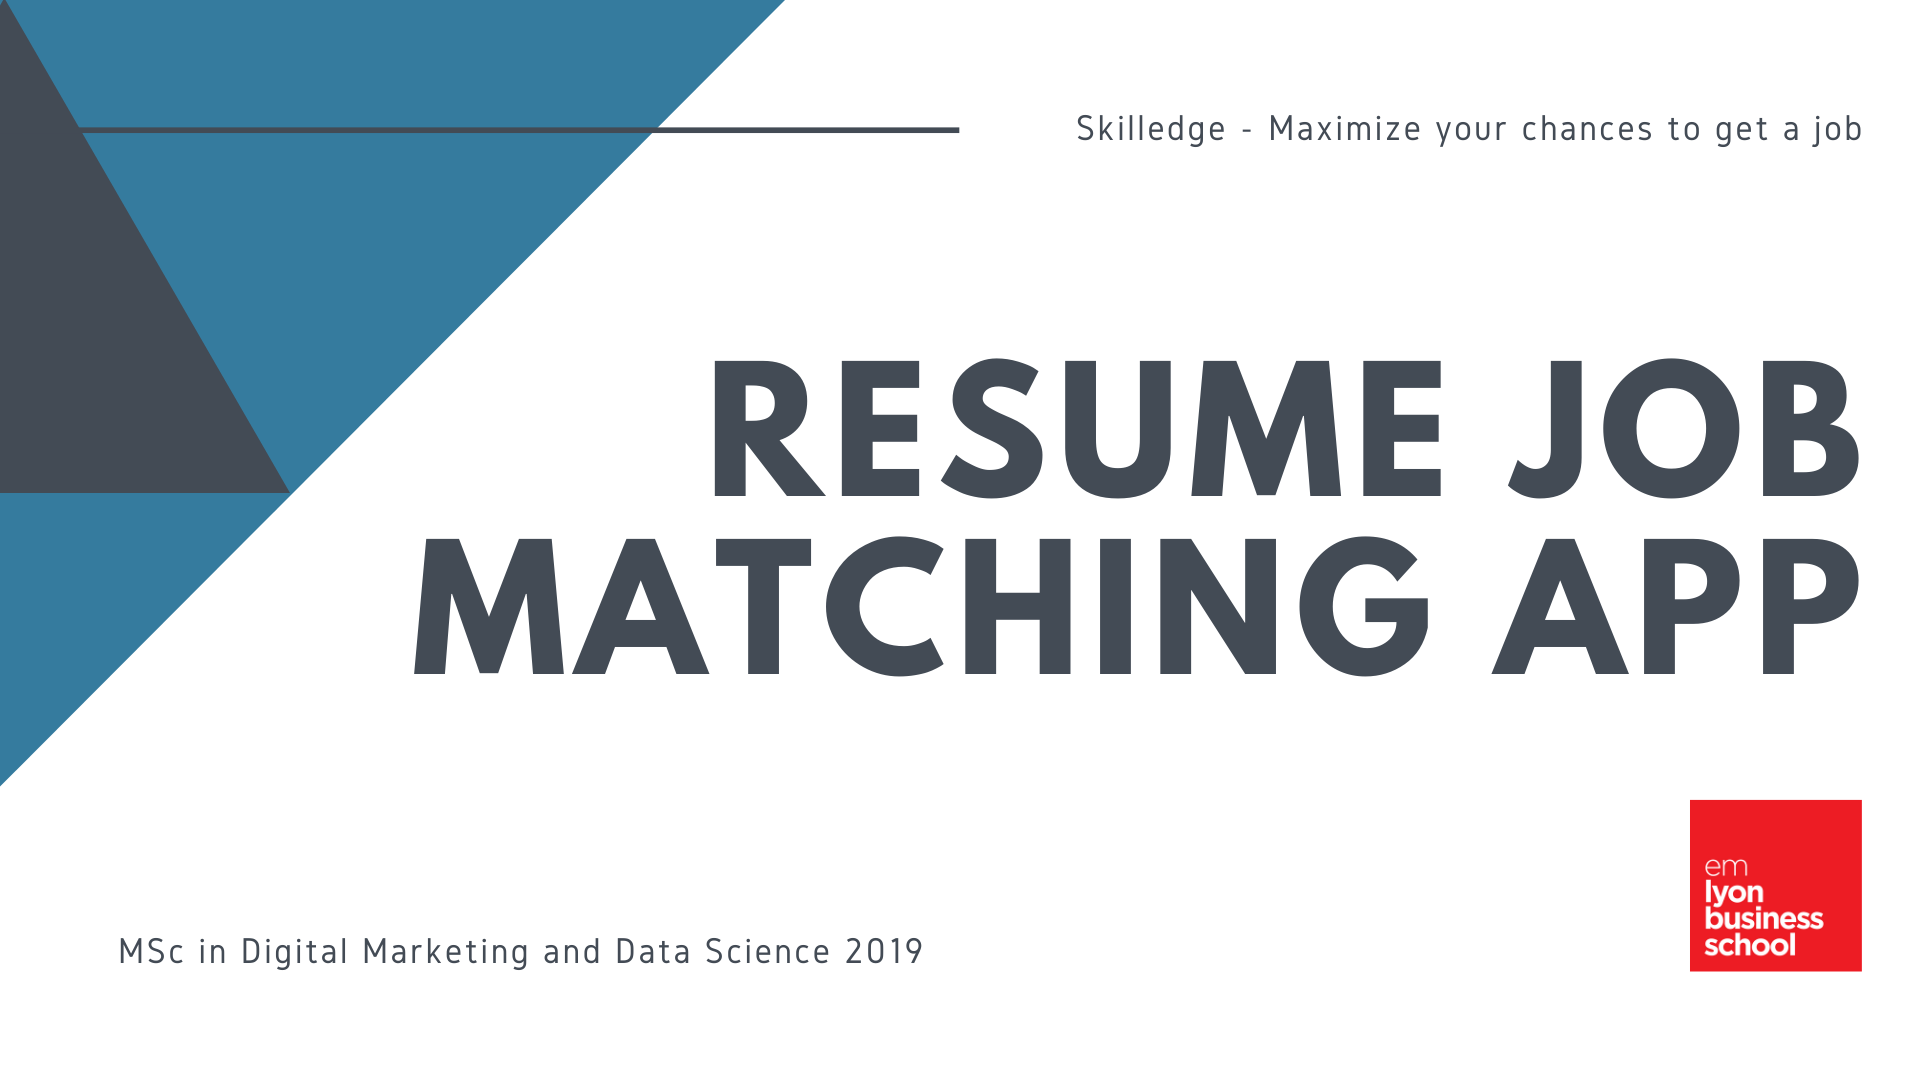 Skilledge - Maximize your chances to get a job
RESUME JOB
MATCHING APP
em
lyon
business
school
MSc in Digital Marketing and Data Science 2019